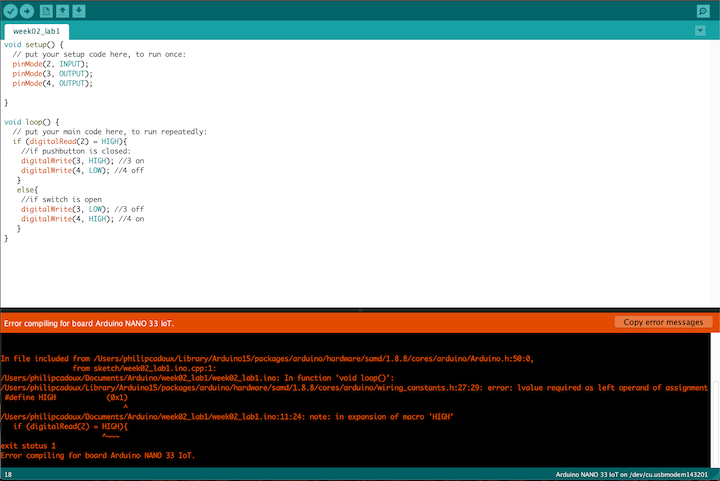 week02_lab1
void setup() {
  // put your setup code here, to run once:
  pinMode(2, INPUT);
  pinMode(3, OUTPUT);
  pinMode(4, OUTPUT);
}
void loop() {
  // put your main code here, to run repeatedly:
  if (digitalRead(2) = HIGH){
    //if pushbutton is closed:
    digitalWrite(3, HIGH); //3 on
    digitalWrite(4, LOW); //4 off
   }
   else{
    //if switch is open
    digitalWrite(3, LOW); //3 off
    digitalWrite(4, HIGH); //4 on
   }
}
Error compiling for board Arduino NANO 33 IoT.
Copy error messages
In file included from /Users/philipcadoux/Library/Arduino15/packages/arduino/hardware/samd/1.8.8/cores/arduino/Arduino.h:50:0,
                 from sketch/week02_lab1.ino.cpp:1:
/Users/philipcadoux/Documents/Arduino/week02_lab1/week02_lab1.ino: In function 'void loop()':
/Users/philipcadoux/Library/Arduino15/packages/arduino/hardware/samd/1.8.8/cores/arduino/wiring_constants.h:27:29: error: lvalue required as left operand of assignment
 #define HIGH            (0x1)
                             ^
/Users/philipcadoux/Documents/Arduino/week02_lab1/week02_lab1.ino:11:24: note: in expansion of macro 'HIGH'
   if (digitalRead(2) = HIGH){
                        ^~~~
exit status 1
Error compiling for board Arduino NANO 33 IoT.
18
Arduino NANO 33 IoT on /dev/cu.usbmodem143201